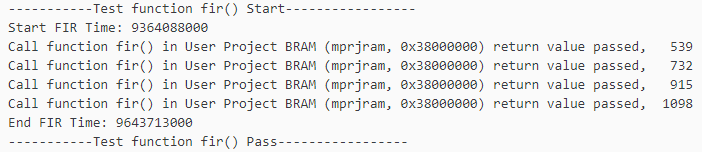 -----------Test function fir() Start-----------------
Start FIR Time: 9364088000
Call function fir() in User Project BRAM (mprjram, 0x38000000) return value passed,   539
Call function fir() in User Project BRAM (mprjram, 0x38000000) return value passed,   732
Call function fir() in User Project BRAM (mprjram, 0x38000000) return value passed,   915
Call function fir() in User Project BRAM (mprjram, 0x38000000) return value passed,  1098
End FIR Time: 9643713000
-----------Test function fir() Pass-----------------